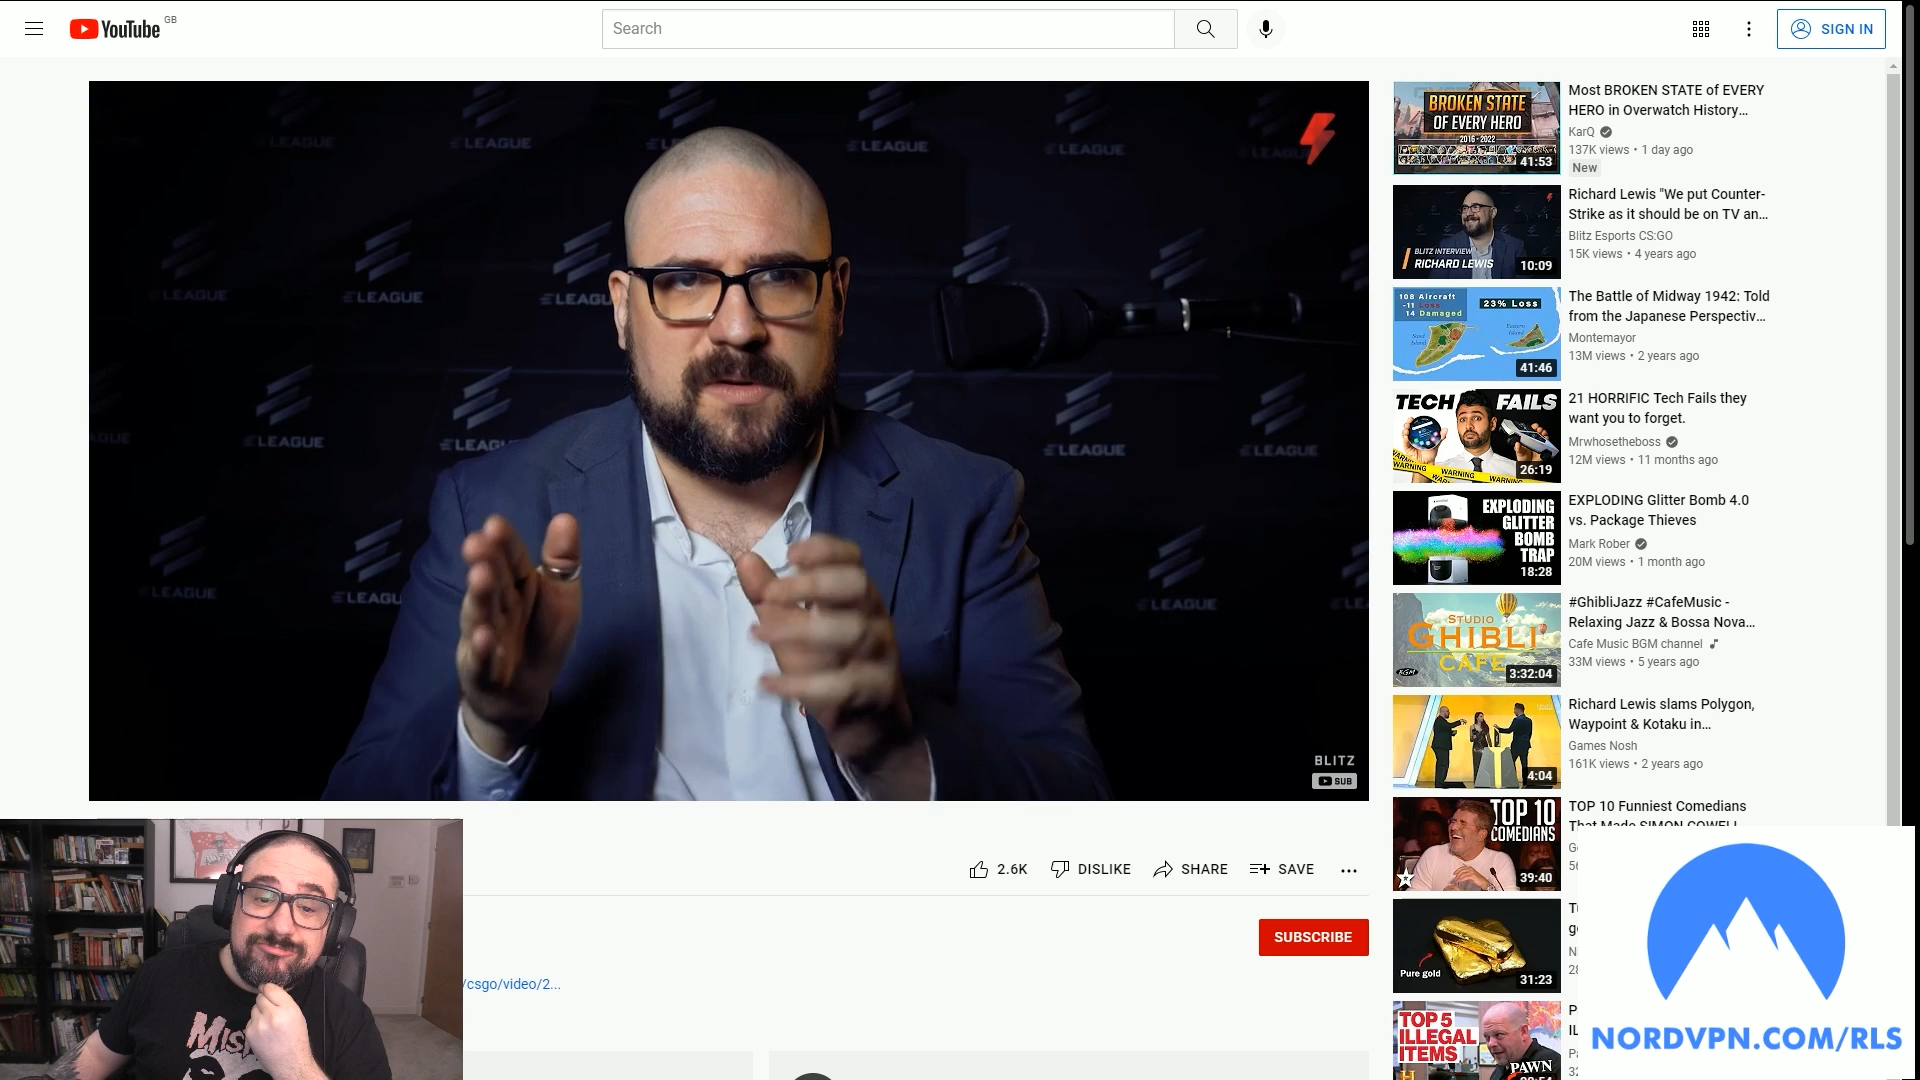 YouTube GB
Search
SIGN IN
ELEAGUE
BLITZ
SUB
2.6K
DISLIKE
SHARE
SAVE
SUBSCRIBE
/csgo/video/2...
BROKEN STATE
OF EVERY HERO
2016-2022
41:53
Most BROKEN STATE of EVERY
HERO in Overwatch History...
KarQ
137K views • 1 day ago
New
BLITZ INTERVIEW
RICHARD LEWIS
10:09
Richard Lewis "We put Counter-
Strike as it should be on TV an...
Blitz Esports CS:GO
15K views • 4 years ago
108 Aircraft
-11 Loss
14 Damaged
23% Loss
41:46
The Battle of Midway 1942: Told
from the Japanese Perspectiv...
Montemayor
13M views • 2 years ago
TECH FAILS
WARNING
26:19
21 HORRIFIC Tech Fails they
want you to forget.
Mrwhosetheboss
12M views • 11 months ago
EXPLODING
GLITTER
BOMB
TRAP
18:28
EXPLODING Glitter Bomb 4.0
vs. Package Thieves
Mark Rober
20M views • 1 month ago
STUDIO
GHIBLI
CAFE
BGM
3:32:04
#GhibliJazz #CafeMusic -
Relaxing Jazz & Bossa Nova...
Cafe Music BGM channel
33M views • 5 years ago
4:04
Richard Lewis slams Polygon,
Waypoint & Kotaku in...
Games Nosh
161K views • 2 years ago
TOP 10
COMEDIANS
39:40
TOP 10 Funniest Comedians
That Made SIMON COWELL
Pure gold
31:23
TOP 5
ILLEGAL
ITEMS
PAWN
NORDVPN.COM/RLS